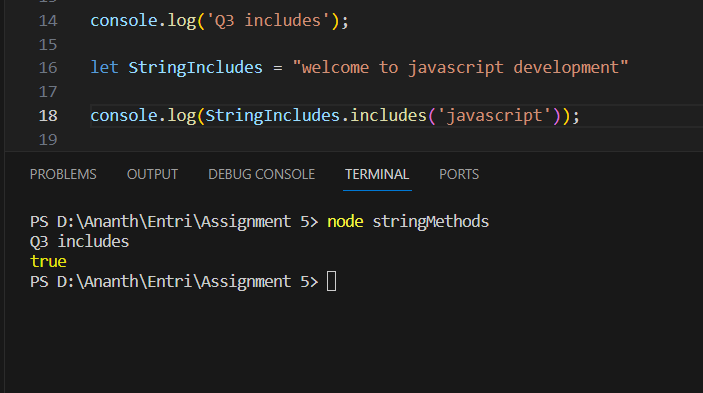 14 console.log('Q3 includes');
15
16 let StringIncludes = "welcome to javascript development"
17
18 console.log(StringIncludes.includes('javascript'));
19
PROBLEMS OUTPUT DEBUG CONSOLE TERMINAL PORTS
PS D:\Ananth\Entri\Assignment 5> node stringMethods
Q3 includes
true
PS D:\Ananth\Entri\Assignment 5>